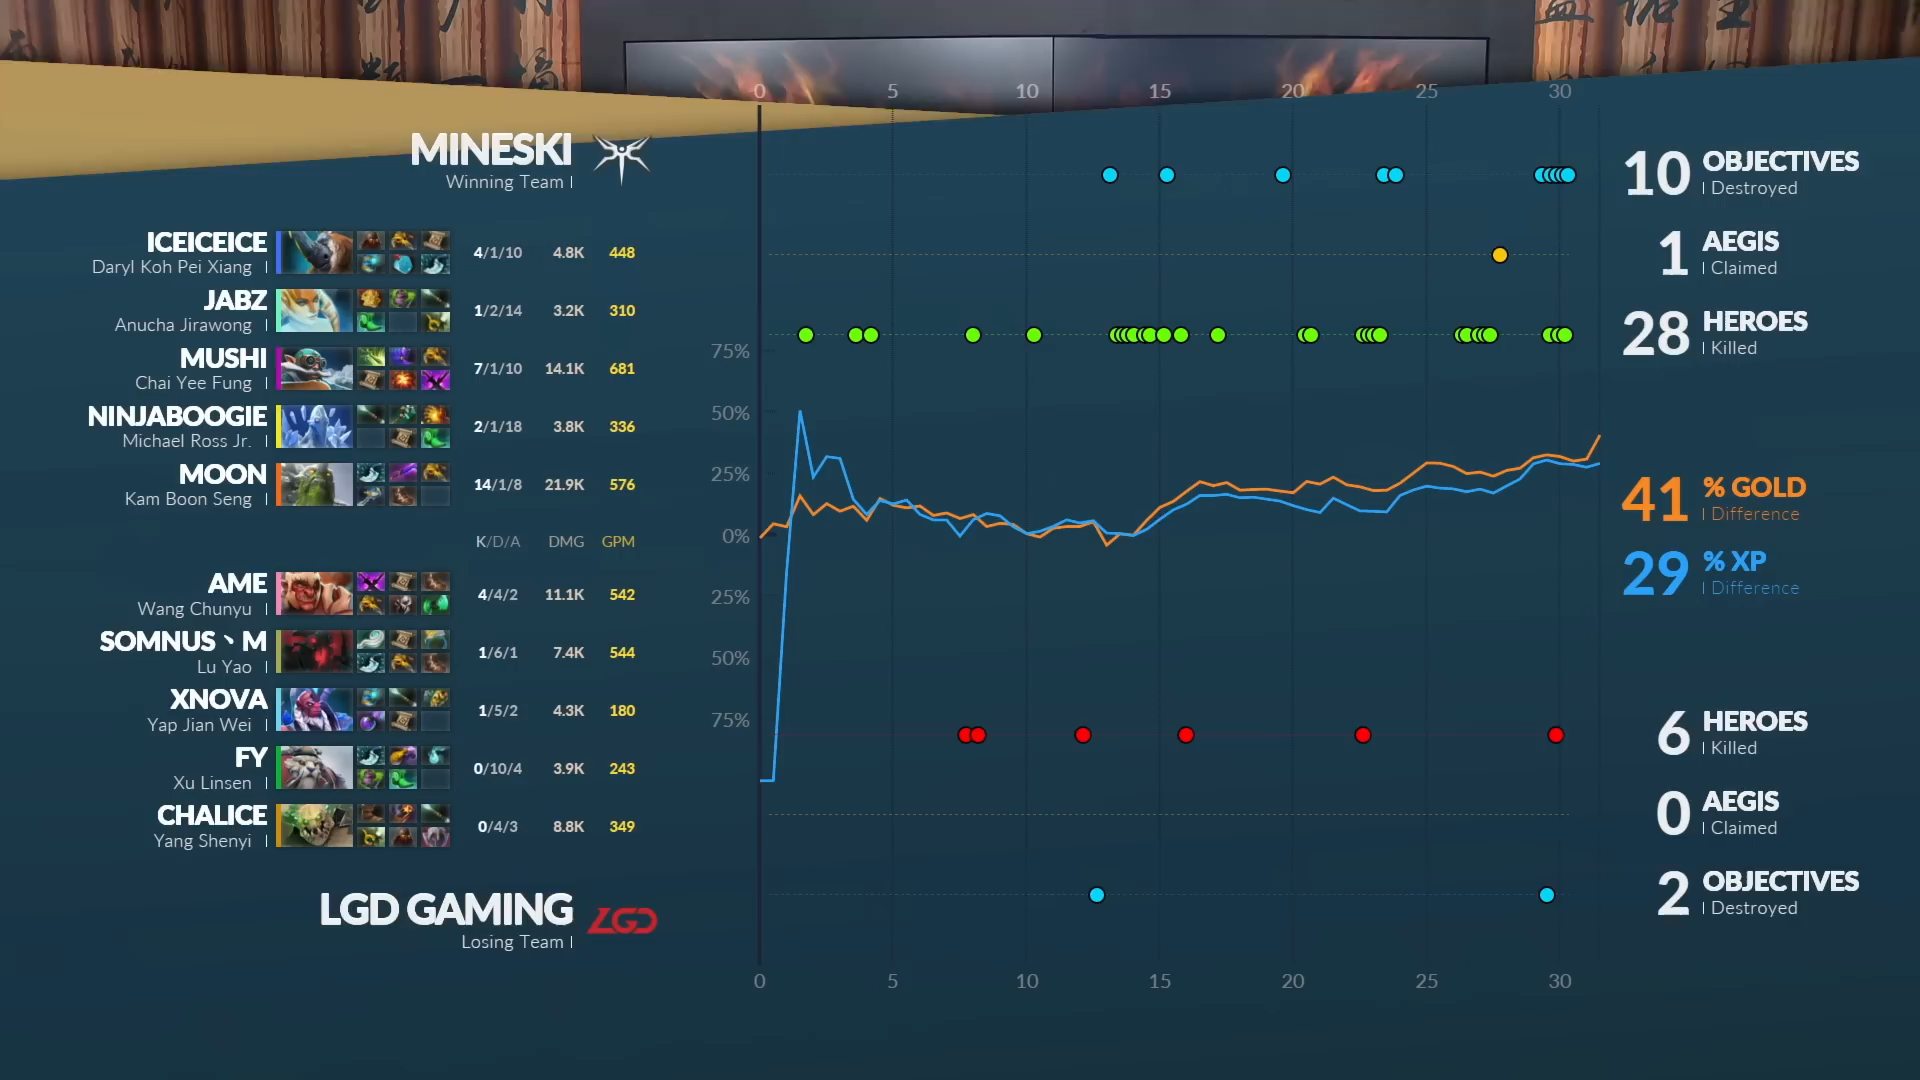 0 5 10 15 20 25 30
MINESKI
Winning Team
10 OBJECTIVES
Destroyed
1 AEGIS
Claimed
28 HEROES
Killed
ICEICEICE
Daryl Koh Pei Xiang
4/1/10 4.8K 448
JABZ
Anucha Jirawong
1/2/14 3.2K 310
MUSHI
Chai Yee Fung
7/1/10 14.1K 681
NINJABOOGIE
Michael Ross Jr.
2/1/18 3.8K 336
MOON
Kam Boon Seng
14/1/8 21.9K 576
K/D/A DMG GPM
AME
Wang Chunyu
4/4/2 11.1K 542
SOMNUS丶M
Lu Yao
1/6/1 7.4K 544
XNOVA
Yap Jian Wei
1/5/2 4.3K 180
FY
Xu Linsen
0/10/4 3.9K 243
CHALICE
Yang Shenyi
0/4/3 8.8K 349
LGD GAMING
LGD
Losing Team
75%
50%
25%
0%
25%
50%
75%
41 % GOLD
Difference
29 % XP
Difference
6 HEROES
Killed
0 AEGIS
Claimed
2 OBJECTIVES
Destroyed
0 5 10 15 20 25 30